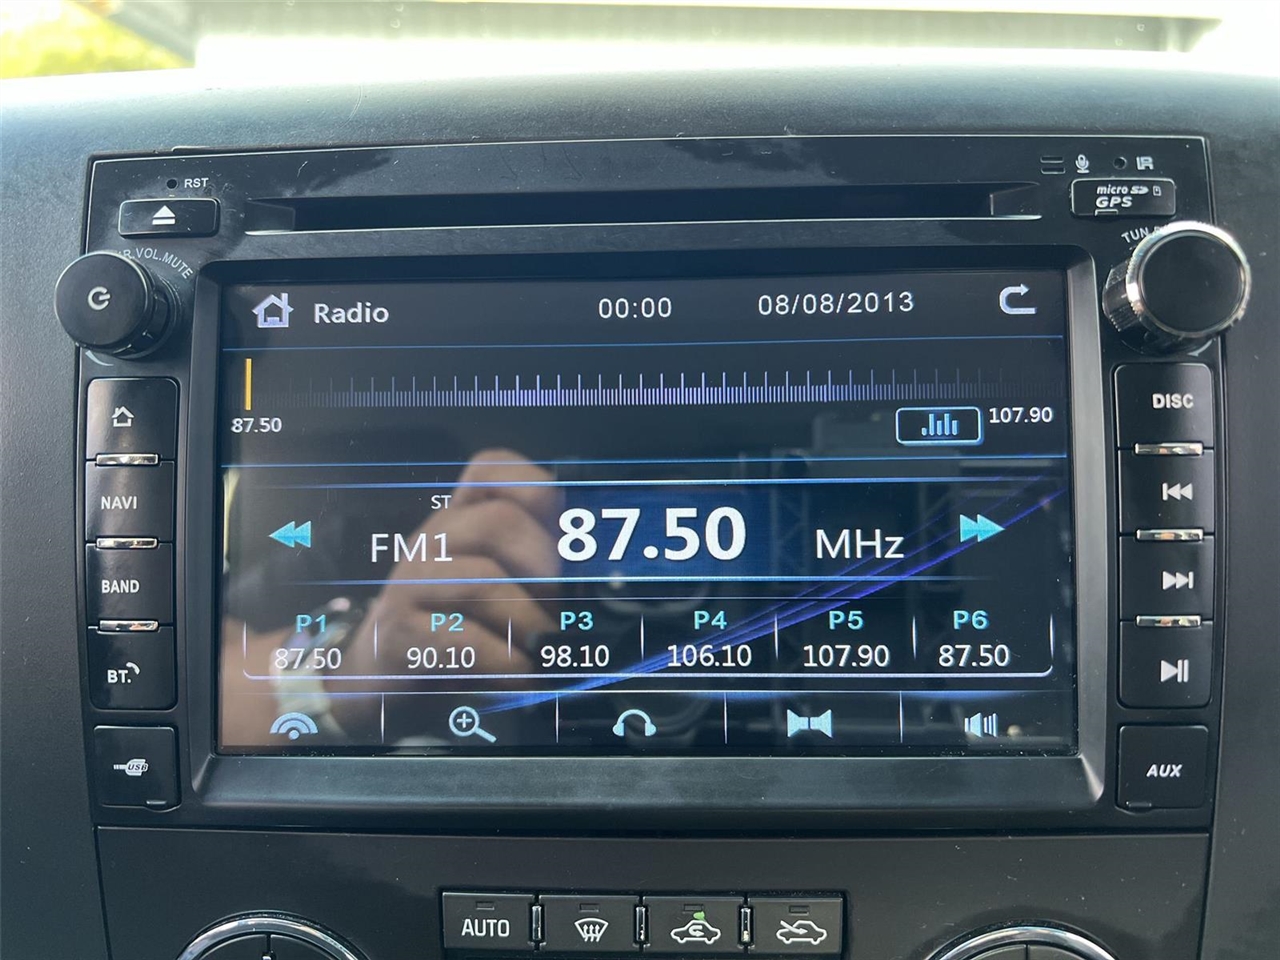 RST
IR
micro SD
GPS
VOL.MUTE
TUN
Radio 00:00 08/08/2013
87.50 107.90
ST
FM1 87.50 MHz
P1 P2 P3 P4 P5 P6
87.50 90.10 98.10 106.10 107.90 87.50
NAVI
BAND
BT.
USB
DISC
AUX
AUTO